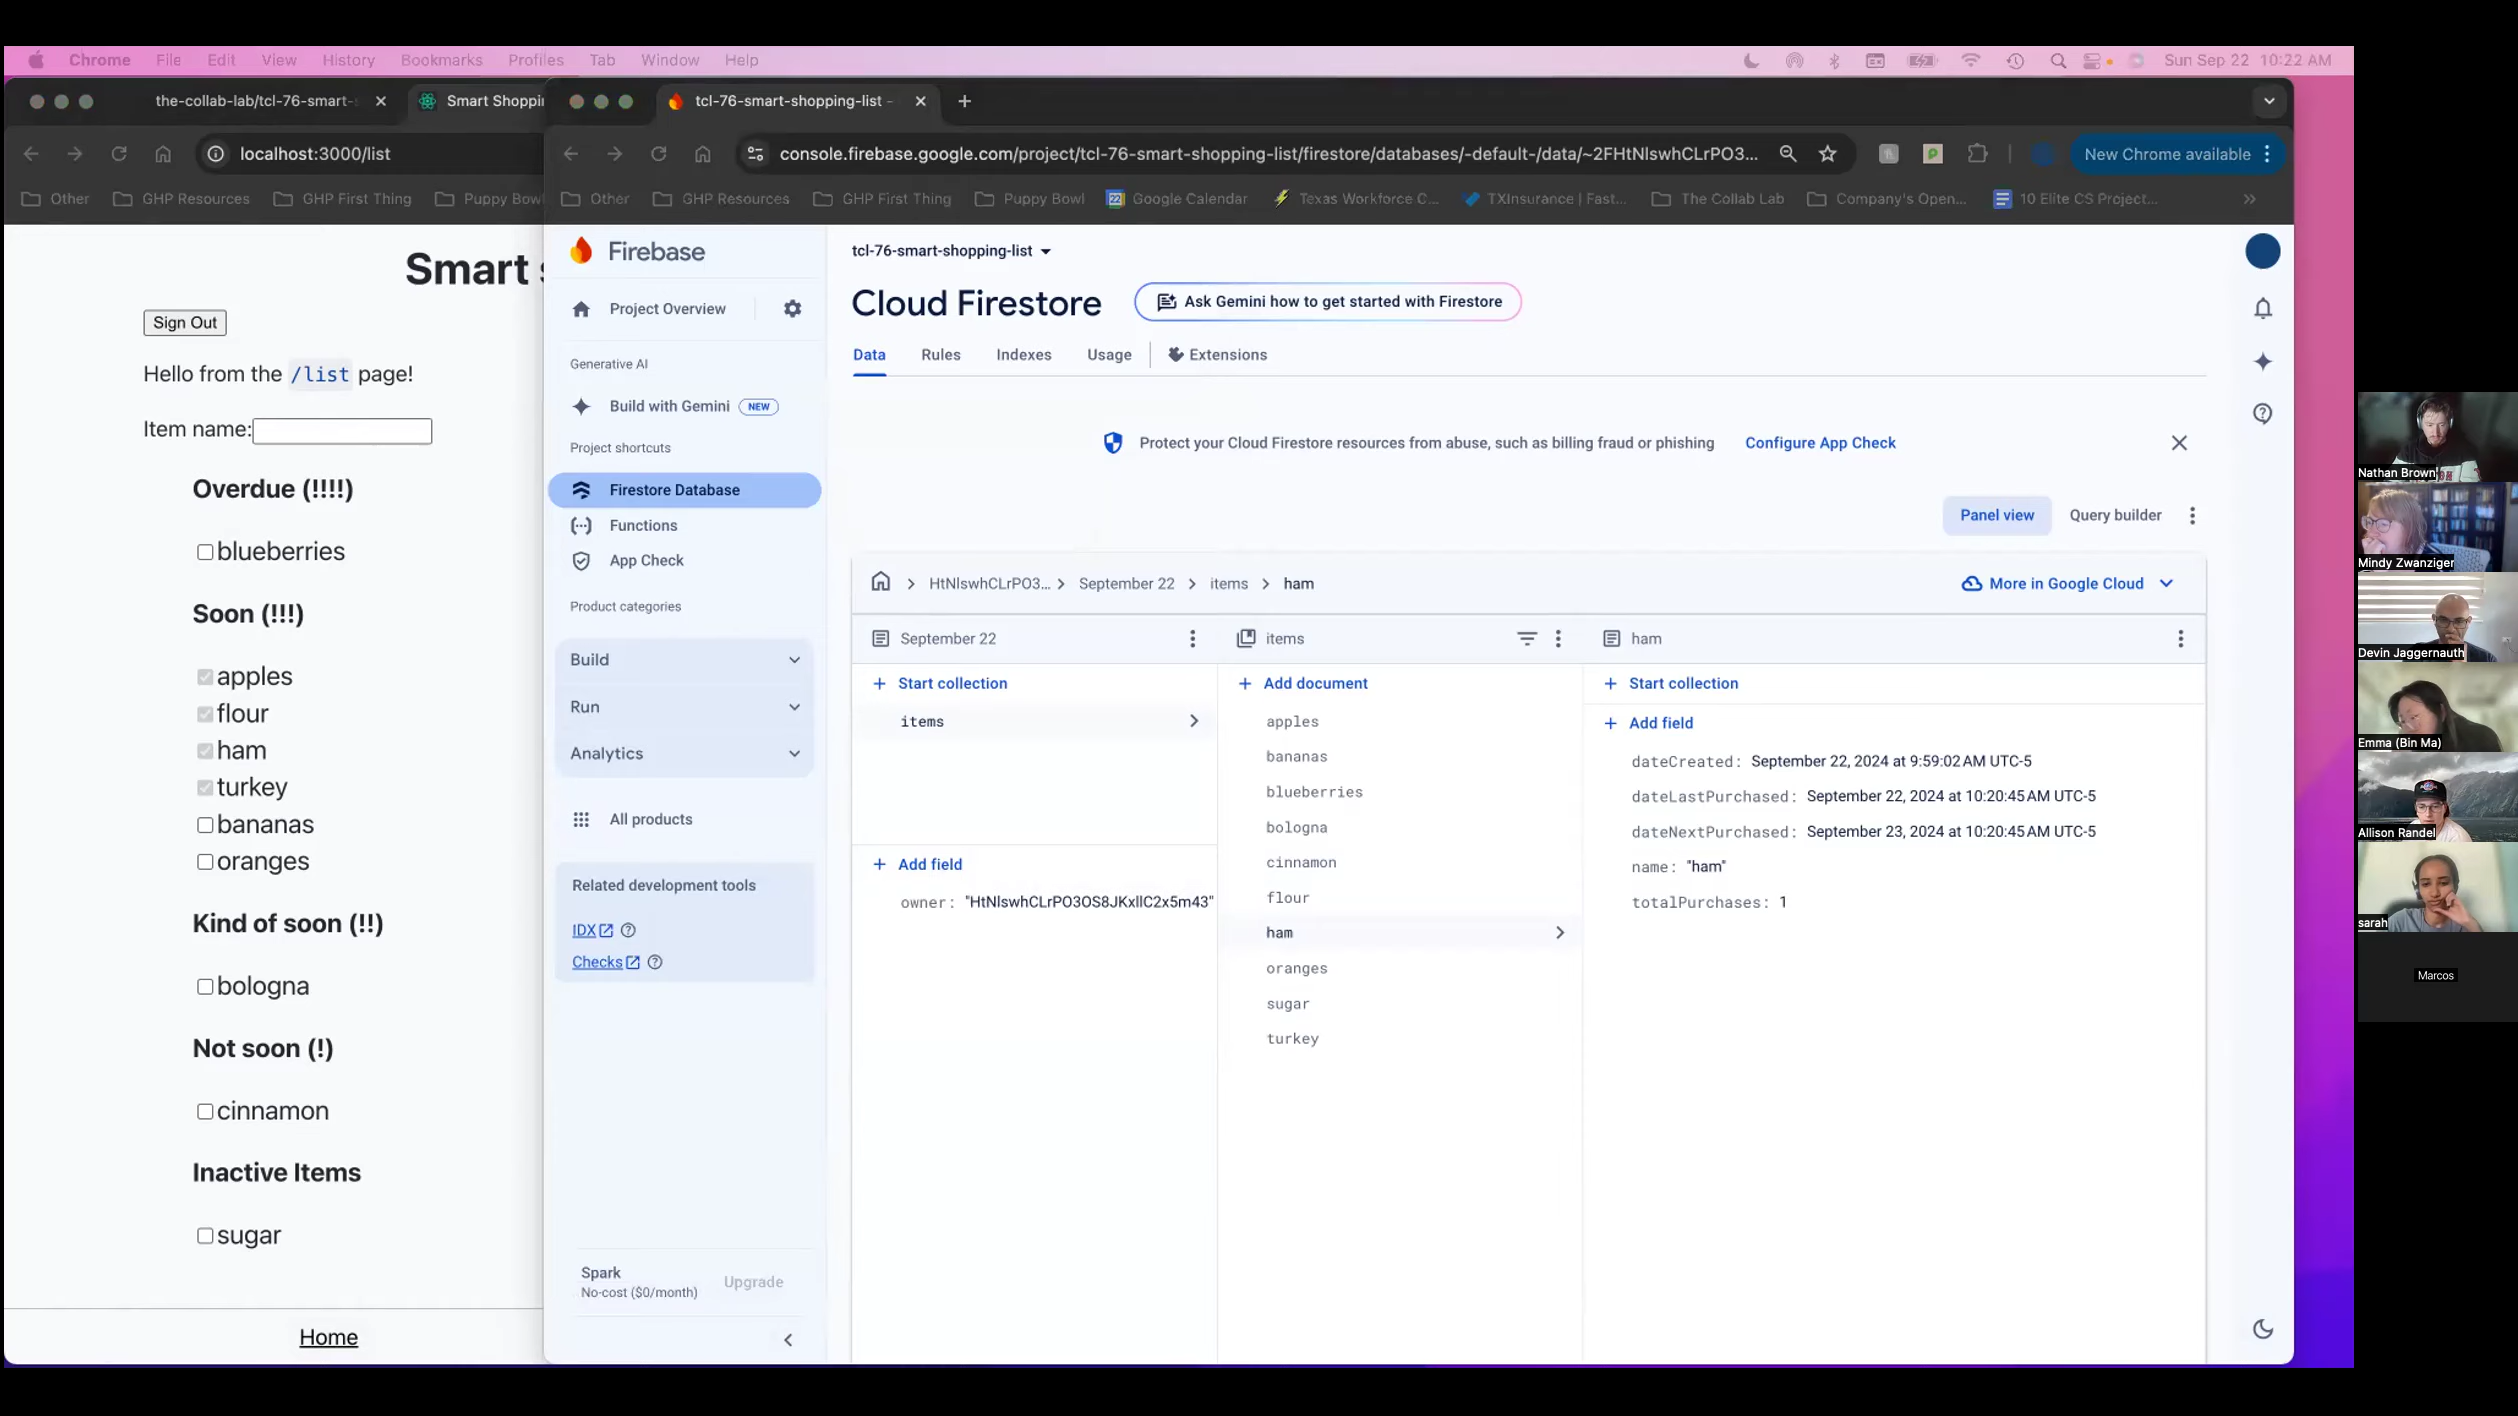 Chrome File Edit View History Bookmarks Profiles Tab Window Help Sun Sep 22 10:22 AM
the-collab-lab/tcl-76-smart-
Smart Shoppi
localhost:3000/list
Other GHP Resources GHP First Thing Puppy Bow
Smart s
Sign Out
Hello from the /list page!
Item name:
Overdue (!!!!)
blueberries
Soon (!!!)
apples
flour
ham
turkey
bananas
oranges
Kind of soon (!!)
bologna
Not soon (!)
cinnamon
Inactive Items
sugar
Home
tcl-76-smart-shopping-list -
console.firebase.google.com/project/tcl-76-smart-shopping-list/firestore/databases/-default-/data/~2FHtNlswhCLrPO3...
New Chrome available
Other GHP Resources GHP First Thing Puppy Bowl Google Calendar Texas Workforce C... TXInsurance | Fast... The Collab Lab Company's Open... 10 Elite CS Project...
Firebase
Project Overview
Generative AI
Build with Gemini NEW
Project shortcuts
Firestore Database
Functions
App Check
Product categories
Build
Run
Analytics
All products
Related development tools
IDX
Checks
Spark
No-cost ($0/month)
Upgrade
tcl-76-smart-shopping-list
Cloud Firestore
Ask Gemini how to get started with Firestore
Data Rules Indexes Usage Extensions
Protect your Cloud Firestore resources from abuse, such as billing fraud or phishing Configure App Check
Panel view Query builder
HtNlswhCLrPO3... > September 22 > items > ham
More in Google Cloud
September 22
Start collection
items
Add field
owner: "HtNlswhCLrPO3OS8JKxllC2x5m43"
items
Add document
apples
bananas
blueberries
bologna
cinnamon
flour
ham
oranges
sugar
turkey
ham
Start collection
Add field
dateCreated: September 22, 2024 at 9:59:02 AM UTC-5
dateLastPurchased: September 22, 2024 at 10:20:45 AM UTC-5
dateNextPurchased: September 23, 2024 at 10:20:45 AM UTC-5
name: "ham"
totalPurchases: 1
Nathan Brown
Mindy Zwanziger
Devin Jaggernauth
Emma (Bin Ma)
Allison Randel
sarah
Marcos